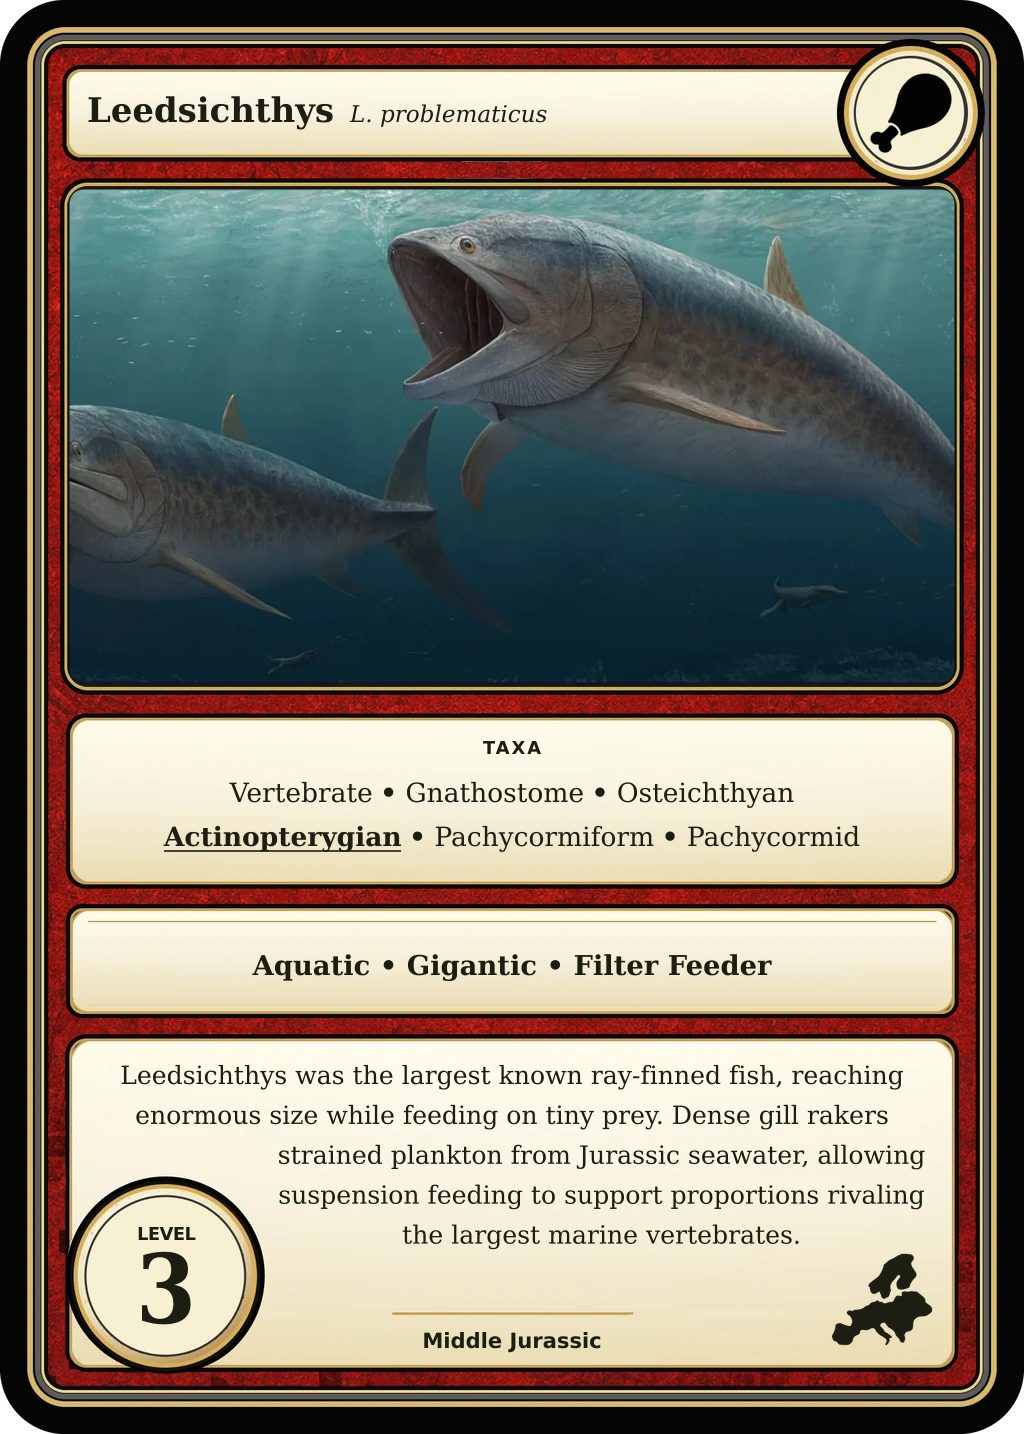 Leedsichthys L. problematicus
TAXA
Vertebrate • Gnathostome • Osteichthyan
Actinopterygian • Pachycormiform • Pachycormid
Aquatic • Gigantic • Filter Feeder
Leedsichthys was the largest known ray-finned fish, reaching
enormous size while feeding on tiny prey. Dense gill rakers
strained plankton from Jurassic seawater, allowing
suspension feeding to support proportions rivaling
the largest marine vertebrates.
LEVEL
3
Middle Jurassic